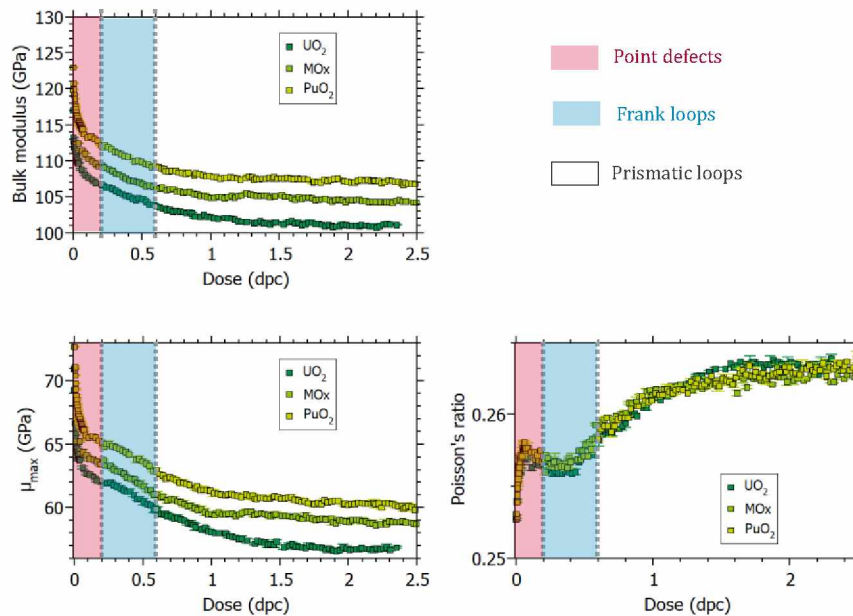 Bulk modulus (GPa)
130
125
120
115
110
105
100
UO2
MOx
PuO2
0
0.5
1
1.5
2
2.5
Dose (dpc)
Point defects
Frank loops
Prismatic loops
μmax (GPa)
70
65
60
UO2
MOx
PuO2
0
0.5
1
1.5
2
2.5
Dose (dpc)
Poisson's ratio
0.26
0.25
UO2
MOx
PuO2
0
1
2
Dose (dpc)